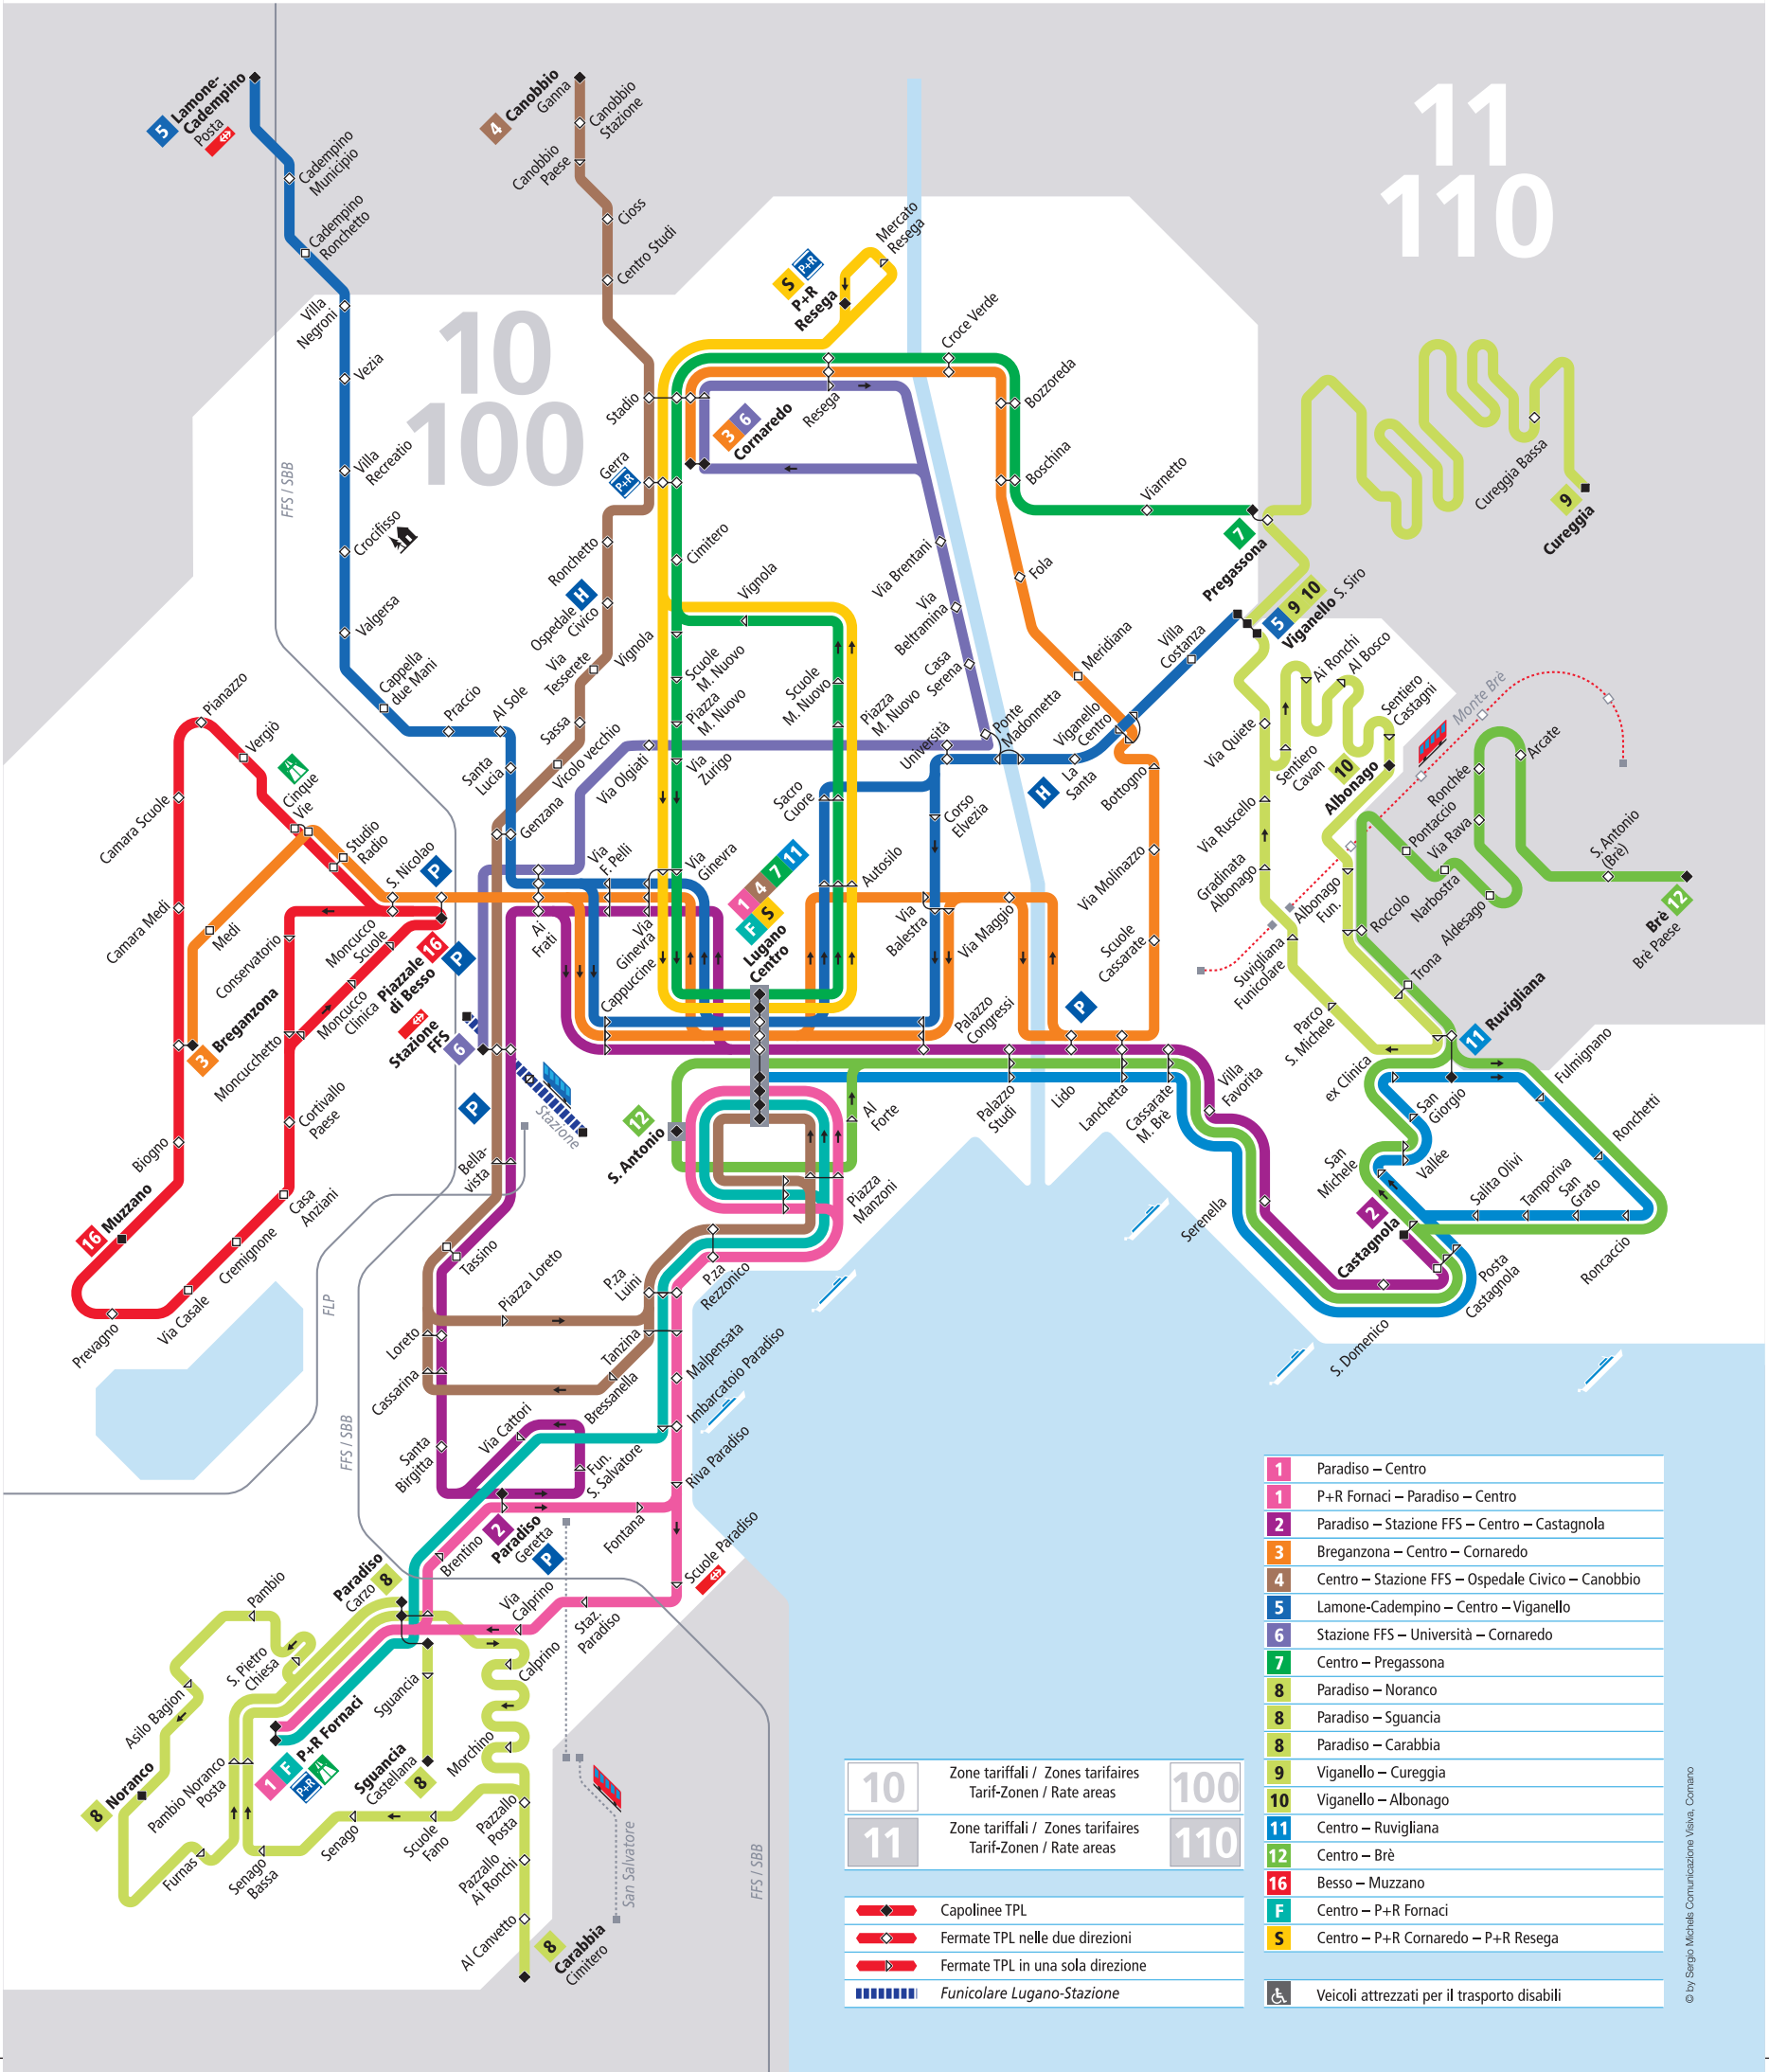 11
110
10
100
5 Lamone-
Cadempino
Posta
Cadempino
Municipio
Cadempino
Ronchetto
Villa
Negroni
Vezia
Villa
Recreatio
Crocifisso
Valgersa
Cappella
due Mani
Praccio
Al Sole
Santa
Lucia
Genzana
FFS / SBB
4 Canobbio
Ganna
Canobbio
Stazione
Canobbio
Paese
Cioss
Centro Studi
Stadio
Gerra
P+R
Ronchetto
Ospedale
Civico
H
Via
Tesserete
Vignola
Sassa
Vicolo vecchio
Via Olgiati
S
P+R
P+R
Resega
Mercato
Resega
3 6
Cornaredo
Resega
Croce Verde
Bozzoreda
Boschina
Viarnetto
7
Pregassona
Cimitero
Vignola
Scuole
M. Nuovo
Piazza
M. Nuovo
Via
Zurigo
Scuole
M. Nuovo
Piazza
M. Nuovo
Via Brentani
Via
Beltramina
Casa
Serena
Fola
Meridiana
Villa
Costanza
5 9 10
Viganello S. Siro
Cureggia Bassa
9
Cureggia
Ponte
Madonnetta
Viganello
Centro
Università
Sacro
Cuore
Corso
Elvezia
H
La
Santa
Bottogno
Via Quiete
Ai Ronchi
Al Bosco
Sentiero
Castagni
Sentiero
Cavan
10
Albonago
Via Ruscello
Gradinata
Albonago
Albonago
Fun.
Suvigliana
Funicolare
Parco
S. Michele
Monte Brè
Ronchée
Arcate
Pontaccio
Via Rava
Narbostra
Aldesago
Roccolo
Trona
S. Antonio
(Brè)
Brè 12
Brè Paese
11 Ruvigliana
Pianazzo
Vergiò
Cinque
Vie
Studio
Radio
S. Nicolao
P
Camara Scuole
Camara Medi
Medi
Conservatorio
Moncucco
Scuole
Moncucco
Clinica
Moncucchetto
Piazzale 16
di Besso
P
Stazione
FFS
6
3 Breganzona
Biogno
16 Muzzano
Cortivallo
Paese
Casa
Anziani
Cremignone
Via Casale
Prevagno
FLP
P
Stazione
Via
F. Pelli
Via
Ginevra
Ai
Frati
Via
Ginevra
Cappuccine
1 4 7 11
F S
Lugano
Centro
Autosilo
Via
Balestra
Via Maggio
Via Molinazzo
Scuole
Cassarate
Palazzo
Congressi
P
Palazzo
Studi
Lido
Lanchetta
Cassarate
M. Brè
Villa
Favorita
Al
Forte
12
S. Antonio
Piazza
Manzoni
P.za
Rezzonico
P.za
Luini
Tanzina
Bressanella
Malpensata
Imbarcatoio Paradiso
Riva Paradiso
Bella-
vista
Tassino
Piazza Loreto
Loreto
Cassarina
Santa
Birgitta
FFS / SBB
Via Cattori
Fun.
S. Salvatore
2
Paradiso
Geretta
P
Fontana
Scuole Paradiso
Brentino
Via
Calprino
Staz.
Paradiso
Serenella
S. Domenico
Posta
Castagnola
2
Castagnola
San
Michele
Vallée
San
Giorgio
ex Clinica
Fulmignano
Ronchetti
Salita Olivi
Tamporiva
San
Grato
Roncaccio
Paradiso 8
Carzo
Pambio
S. Pietro
Chiesa
Asilo Bagion
8 Noranco
Pambio Noranco
Posta
Furnas
Senago
Bassa
Senago
Scuole
Fano
1 F P+R Fornaci
P+R
Sguancia
Sguancia
Castellana
8
Calprino
Morchino
Pazzallo
Posta
Pazzallo
Ai Ronchi
Al Canvetto
8
Carabbia
Cimitero
San Salvatore
FFS / SBB
10 Zone tariffali / Zones tarifaires 100
Tarif-Zonen / Rate areas
11 Zone tariffali / Zones tarifaires 110
Tarif-Zonen / Rate areas
Capolinee TPL
Fermate TPL nelle due direzioni
Fermate TPL in una sola direzione
Funicolare Lugano-Stazione
1 Paradiso – Centro
1 P+R Fornaci – Paradiso – Centro
2 Paradiso – Stazione FFS – Centro – Castagnola
3 Breganzona – Centro – Cornaredo
4 Centro – Stazione FFS – Ospedale Civico – Canobbio
5 Lamone-Cadempino – Centro – Viganello
6 Stazione FFS – Università – Cornaredo
7 Centro – Pregassona
8 Paradiso – Noranco
8 Paradiso – Sguancia
8 Paradiso – Carabbia
9 Viganello – Cureggia
10 Viganello – Albonago
11 Centro – Ruvigliana
12 Centro – Brè
16 Besso – Muzzano
F Centro – P+R Fornaci
S Centro – P+R Cornaredo – P+R Resega
Veicoli attrezzati per il trasporto disabili
© by Sergio Michels Comunicazione Visiva, Comano